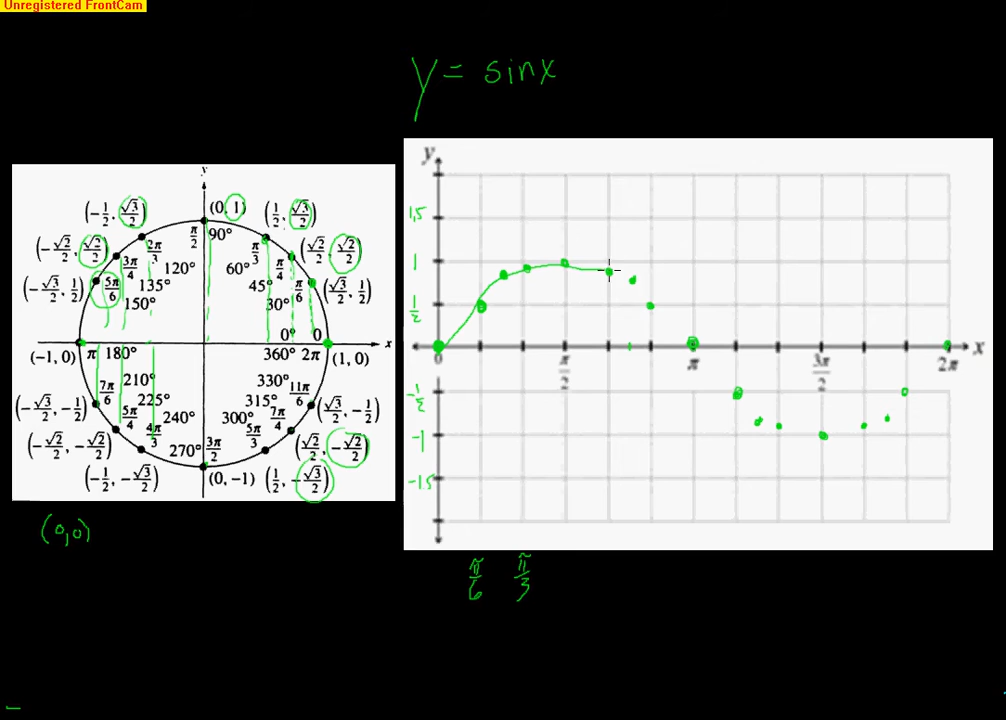 Unregistered FrontCam
y = sinx
y
(0, 1)
(-1/2, √3/2)
(1/2, √3/2)
(-√2/2, √2/2)
π/2 90°
(√2/2, √2/2)
2π/3
π/3
3π/4 120°
60° π/4
(-√3/2, 1/2)
5π/6 135°
45° π/6
(√3/2, 1/2)
150°
30°
0° 0
x
(-1, 0) π 180°
360° 2π (1, 0)
7π/6 210°
330° 11π/6
(-√3/2, -1/2)
225°
315°
(√3/2, -1/2)
5π/4 240°
300° 7π/4
(-√2/2, -√2/2)
4π/3 270° 3π/2
5π/3
(√2/2, -√2/2)
(-1/2, -√3/2)
(0, -1)
(1/2, -√3/2)
(0,0)
y
1,5
1
1/2
0 π/2 π 3π/2 2π x
-1/2
-1
-1.5
π/6 π/3